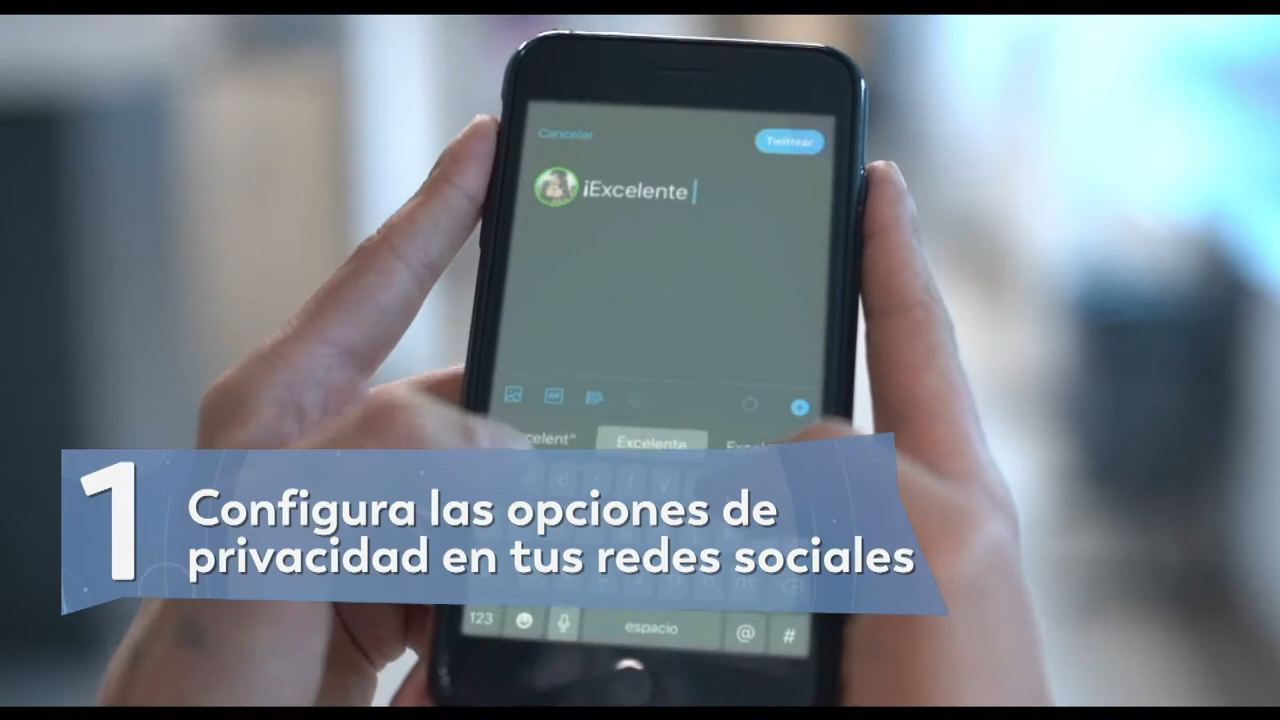 Cancelar
Twittear
¡Excelente
Excelente
1
Configura las opciones de
privacidad en tus redes sociales
123
espacio
@
#